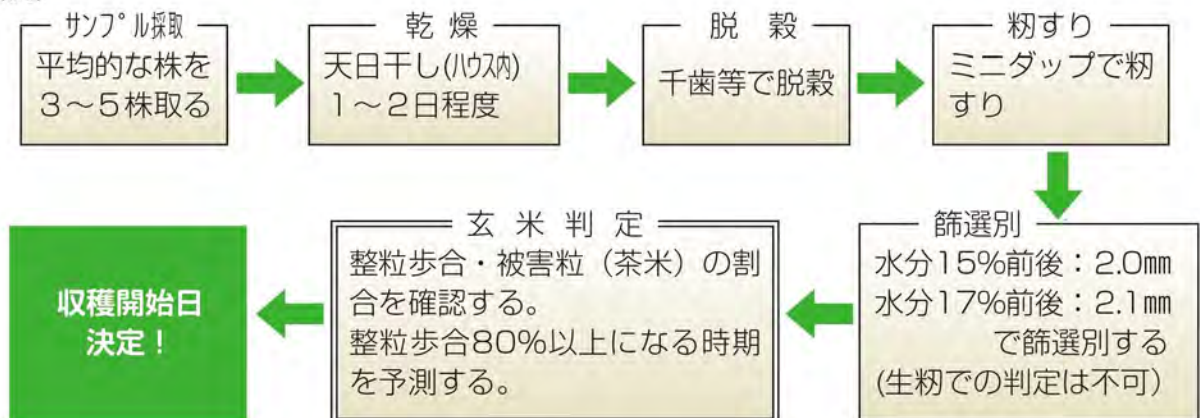 サンプル採取
平均的な株を
3～5株取る
乾燥
天日干し(ハウス内)
1～2日程度
脱穀
千歯等で脱穀
籾すり
ミニダップで籾
すり
篩選別
水分15%前後：2.0㎜
水分17%前後：2.1㎜
で篩選別する
(生籾での判定は不可)
玄米判定
整粒歩合・被害粒（茶米）の割
合を確認する。
整粒歩合80%以上になる時期
を予測する。
収穫開始日
決定！